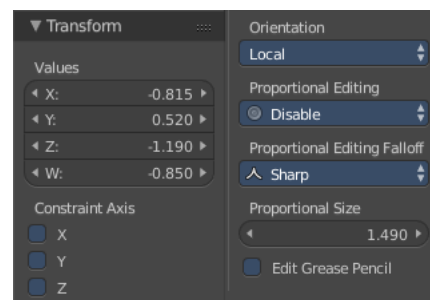 Transform
Values
X: -0.815
Y: 0.520
Z: -1.190
W: -0.850
Constraint Axis
X
Y
Z
Orientation
Local
Proportional Editing
Disable
Proportional Editing Falloff
Sharp
Proportional Size
1.490
Edit Grease Pencil